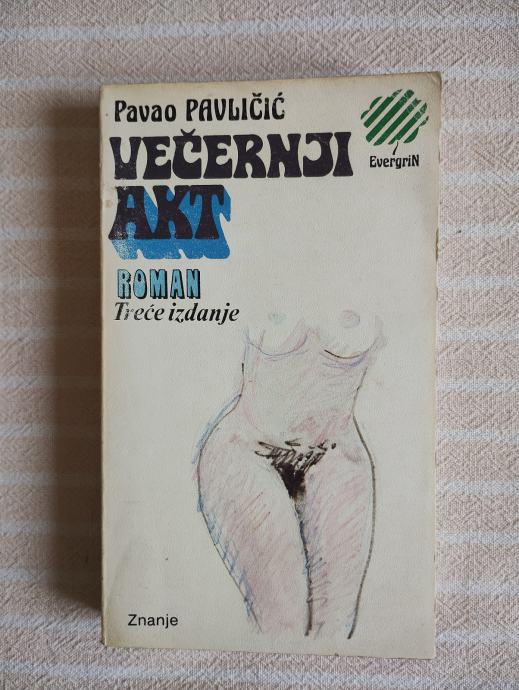 Pavao PAVLIČIĆ
VEČERNJI
AKT
ROMAN
Treće izdanje
EvergriN
Znanje